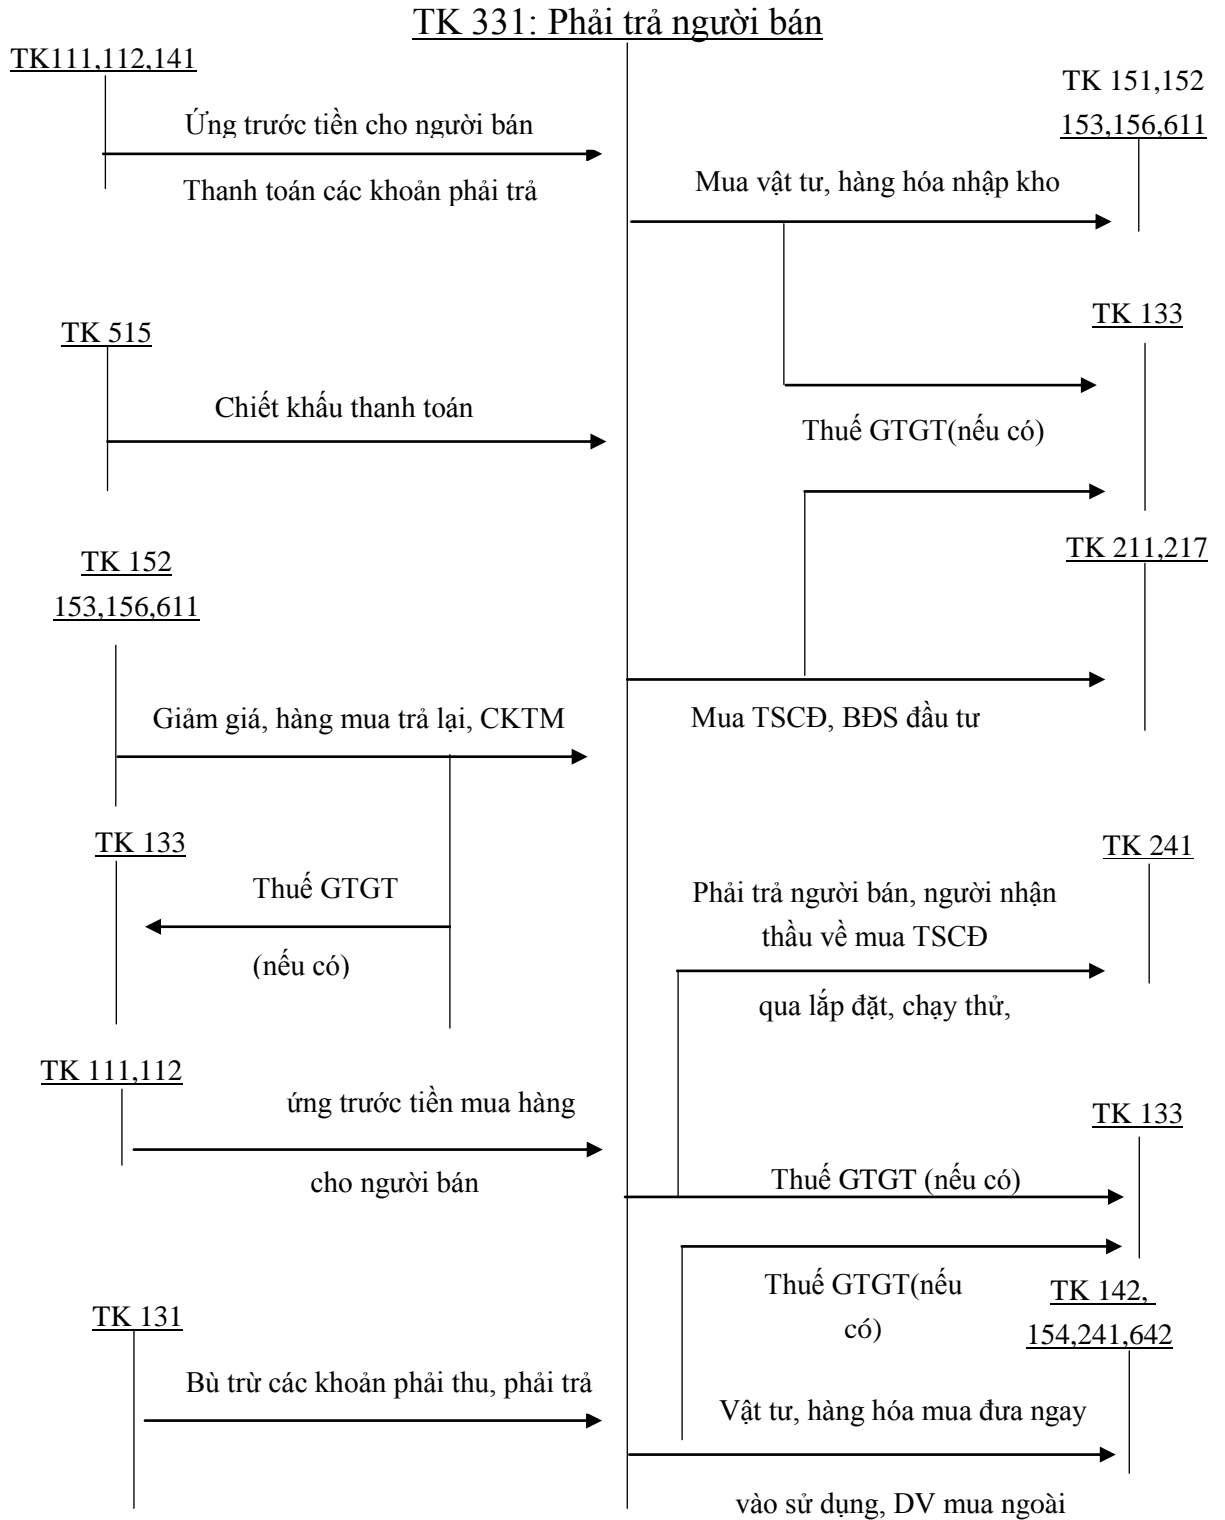 TK 331: Phải trả người bán
TK111,112,141
Ứng trước tiền cho người bán
Thanh toán các khoản phải trả
TK 151,152
153,156,611
Mua vật tư, hàng hóa nhập kho
TK 133
Thuế GTGT(nếu có)
TK 515
Chiết khấu thanh toán
TK 211,217
Mua TSCĐ, BĐS đầu tư
TK 152
153,156,611
Giảm giá, hàng mua trả lại, CKTM
TK 133
Thuế GTGT
(nếu có)
TK 241
Phải trả người bán, người nhận
thầu về mua TSCĐ
qua lắp đặt, chạy thử,
TK 111,112
ứng trước tiền mua hàng
cho người bán
TK 133
Thuế GTGT (nếu có)
Thuế GTGT(nếu
có)
TK 142,
154,241,642
TK 131
Bù trừ các khoản phải thu, phải trả
Vật tư, hàng hóa mua đưa ngay
vào sử dụng, DV mua ngoài